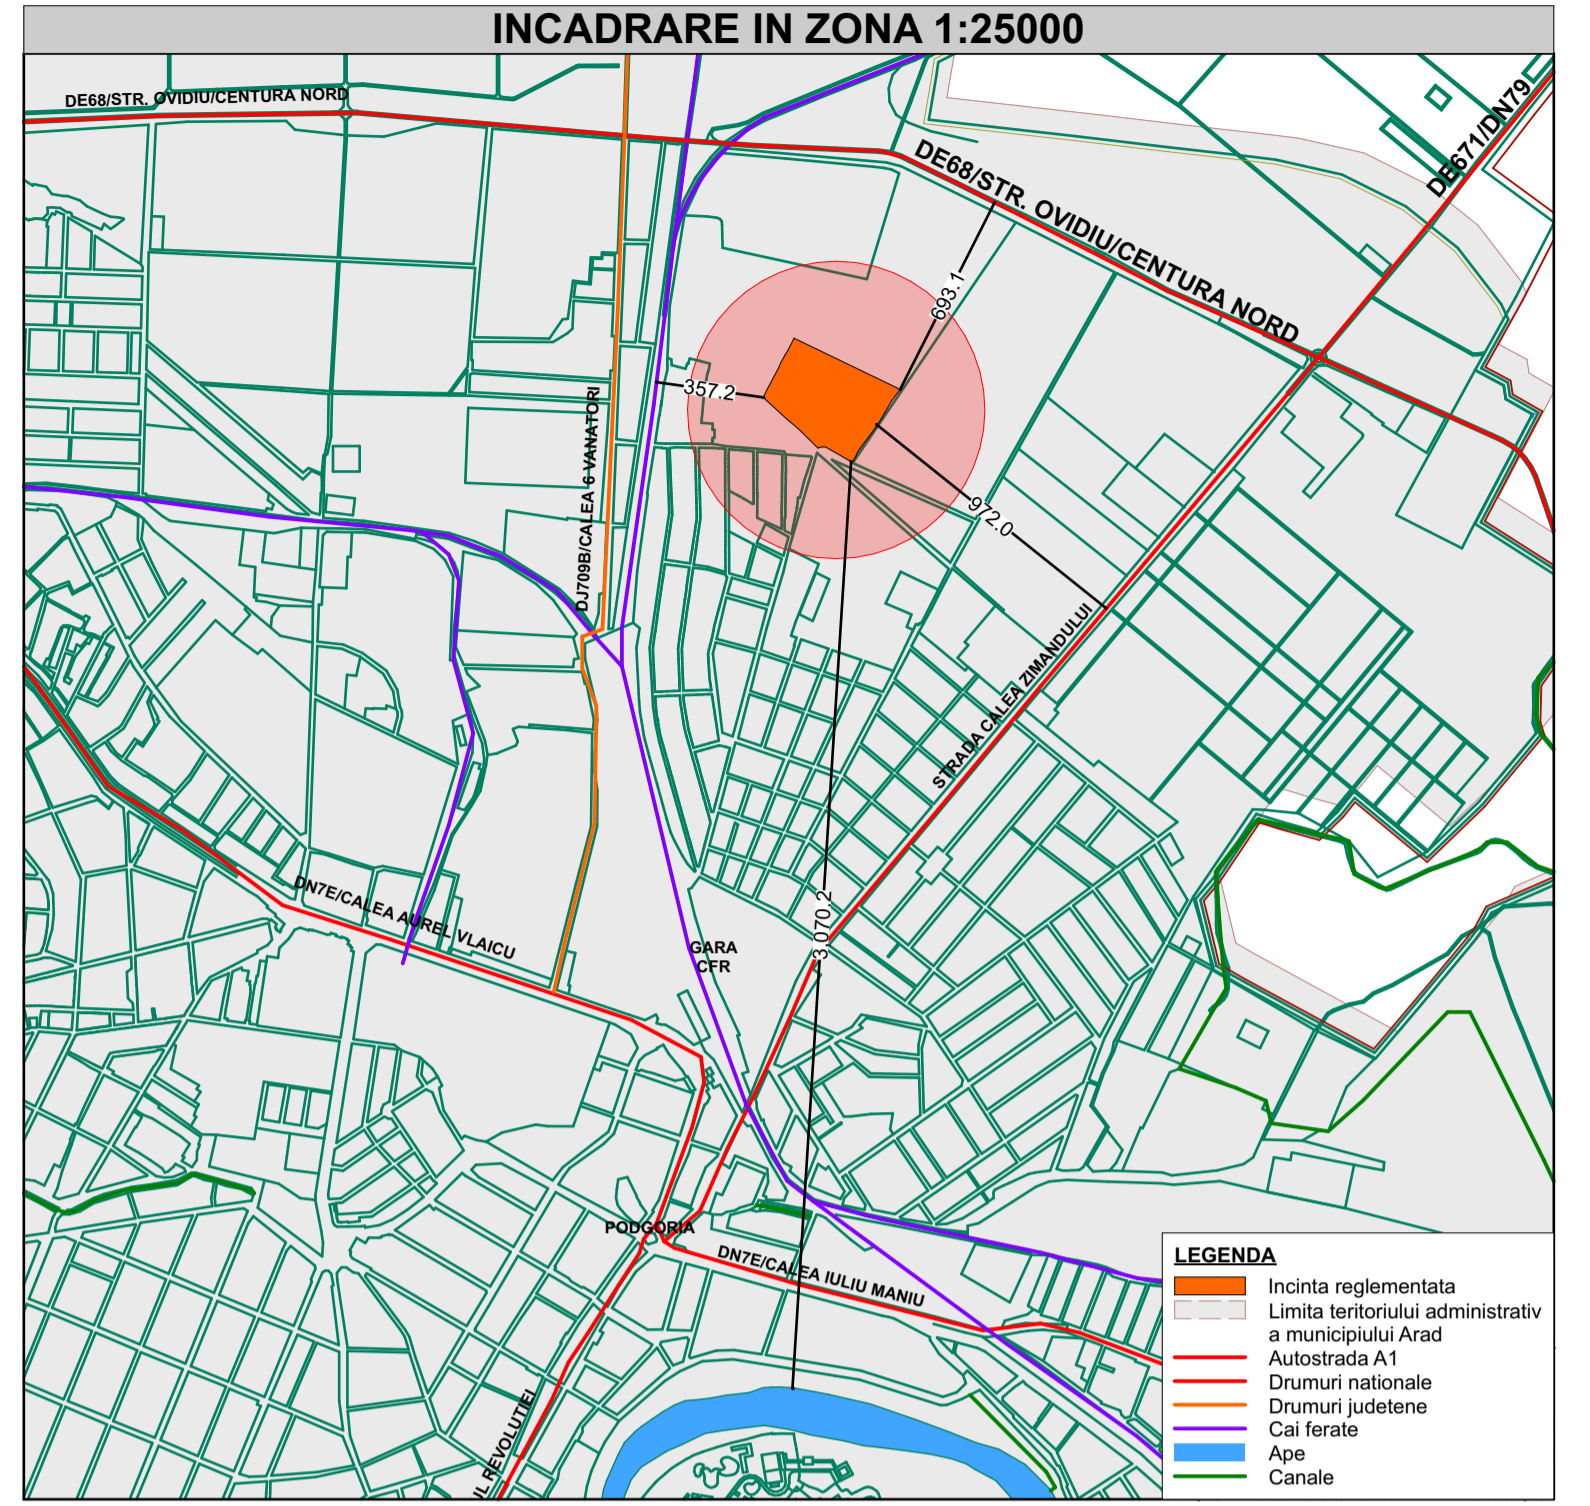 INCADRARE IN ZONA 1:25000
DE68/STR. OVIDIU/CENTURA NORD
DE671/DN79
DE68/STR. OVIDIU/CENTURA NORD
693.1
357.2
DJ709B/CALEA 6 VANATORI
972.0
STRADA CALEA ZIMANDULUI
DN7E/CALEA AUREL VLAICU
3,070.2
GARA
CFR
PODGORIA
DN7E/CALEA IULIU MANIU
UL REVOLUTIEI
LEGENDA
Incinta reglementata
Limita teritoriului administrativ
a municipiului Arad
Autostrada A1
Drumuri nationale
Drumuri judetene
Cai ferate
Ape
Canale